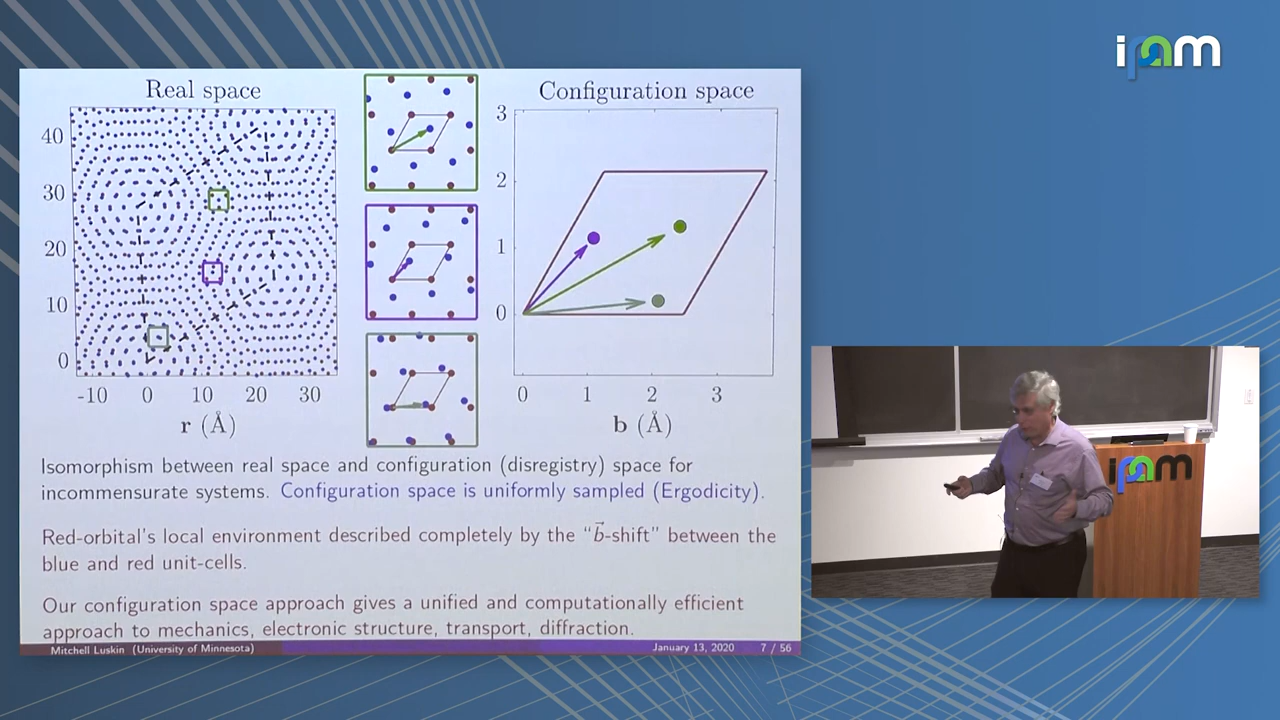 ipam
Real space
Configuration space
40
30
20
10
0
-10 0 10 20 30
r (Å)
3
2
1
0
0 1 2 3
b (Å)
Isomorphism between real space and configuration (disregistry) space for
incommensurate systems. Configuration space is uniformly sampled (Ergodicity).
Red-orbital's local environment described completely by the “b⃗-shift” between the
blue and red unit-cells.
Our configuration space approach gives a unified and computationally efficient
approach to mechanics, electronic structure, transport, diffraction.
Mitchell Luskin (University of Minnesota) January 13, 2020 7 / 56
ipam